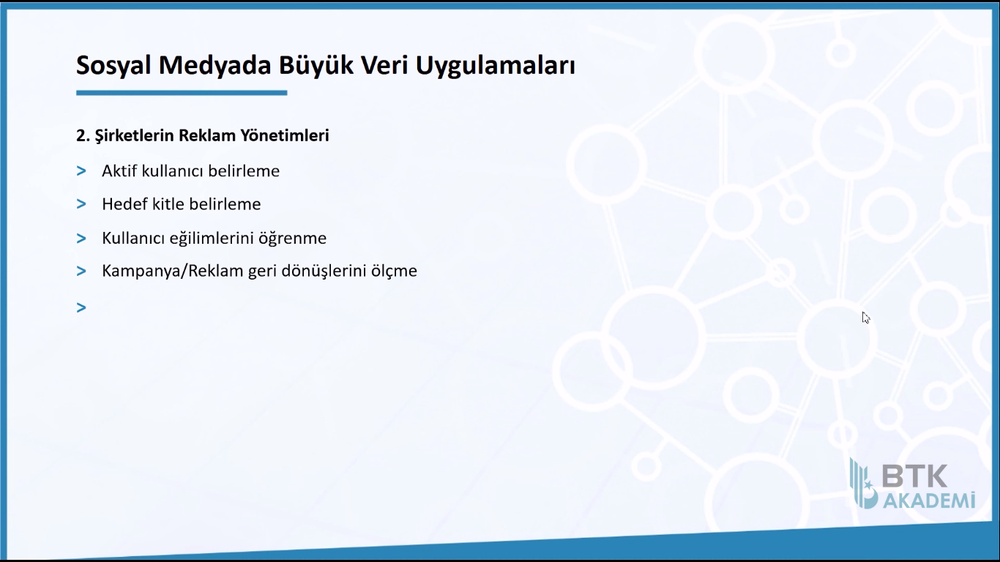 Sosyal Medyada Büyük Veri Uygulamaları
2. Şirketlerin Reklam Yönetimleri
> Aktif kullanıcı belirleme
> Hedef kitle belirleme
> Kullanıcı eğilimlerini öğrenme
> Kampanya/Reklam geri dönüşlerini ölçme
>
BTK
AKADEMİ